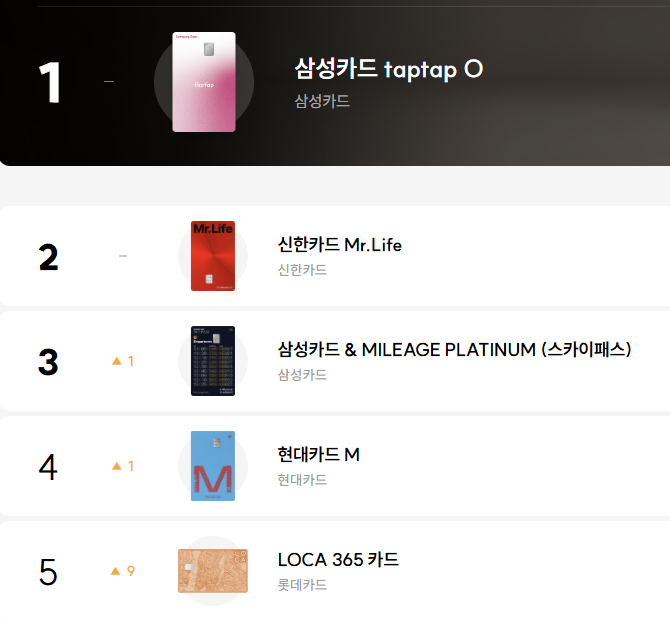 1
taptap
삼성카드 taptap O
삼성카드
2
Mr.Life
신한카드 Mr.Life
신한카드
3
▲ 1
삼성카드 & MILEAGE PLATINUM (스카이패스)
삼성카드
4
▲ 1
M
현대카드 M
현대카드
5
▲ 9
LOCA 365 카드
롯데카드